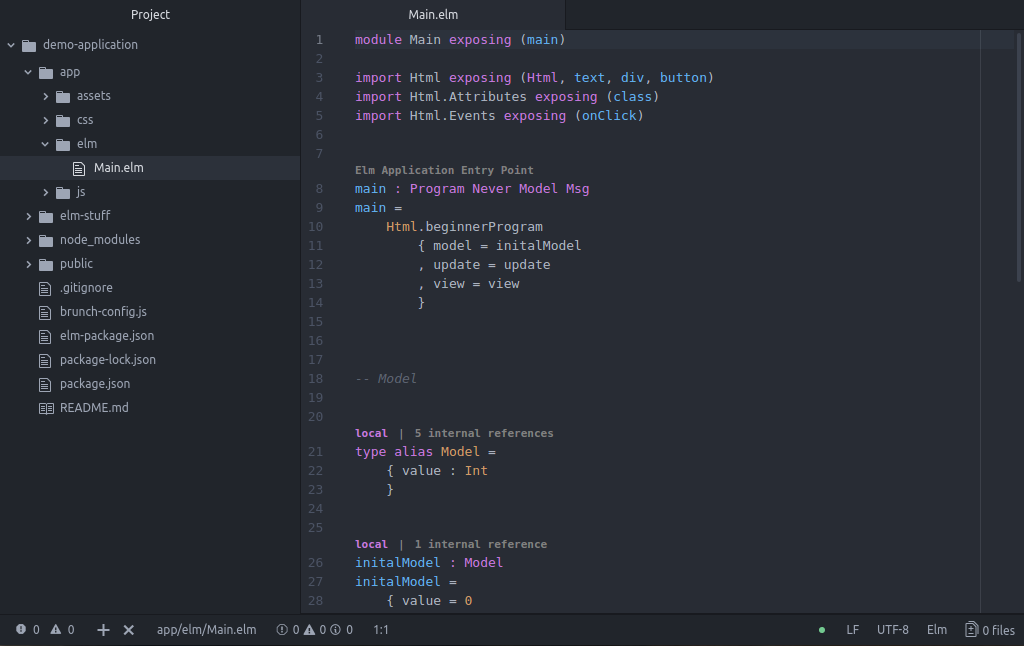 Project
demo-application
app
assets
css
elm
Main.elm
js
elm-stuff
node_modules
public
.gitignore
brunch-config.js
elm-package.json
package-lock.json
package.json
README.md
Main.elm
1 module Main exposing (main)
2
3 import Html exposing (Html, text, div, button)
4 import Html.Attributes exposing (class)
5 import Html.Events exposing (onClick)
6
7
Elm Application Entry Point
8 main : Program Never Model Msg
9 main =
10     Html.beginnerProgram
11         { model = initalModel
12         , update = update
13         , view = view
14         }
15
16
17
18 -- Model
19
20
local | 5 internal references
21 type alias Model =
22     { value : Int
23     }
24
25
local | 1 internal reference
26 initalModel : Model
27 initalModel =
28     { value = 0
0 0 app/elm/Main.elm 0 0 0 1:1 LF UTF-8 Elm 0 files